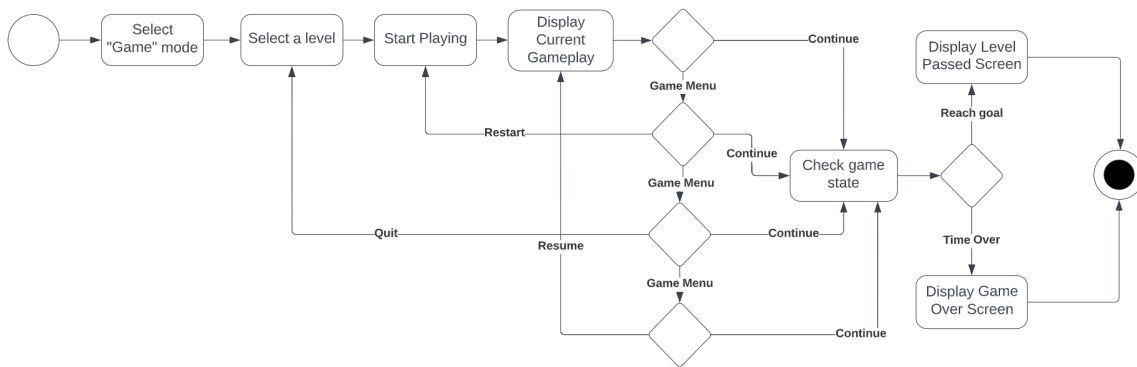 Select
"Game" mode
Select a level
Start Playing
Display
Current
Gameplay
Continue
Game Menu
Restart
Continue
Game Menu
Quit
Resume
Continue
Game Menu
Continue
Check game
state
Display Level
Passed Screen
Reach goal
Time Over
Display Game
Over Screen